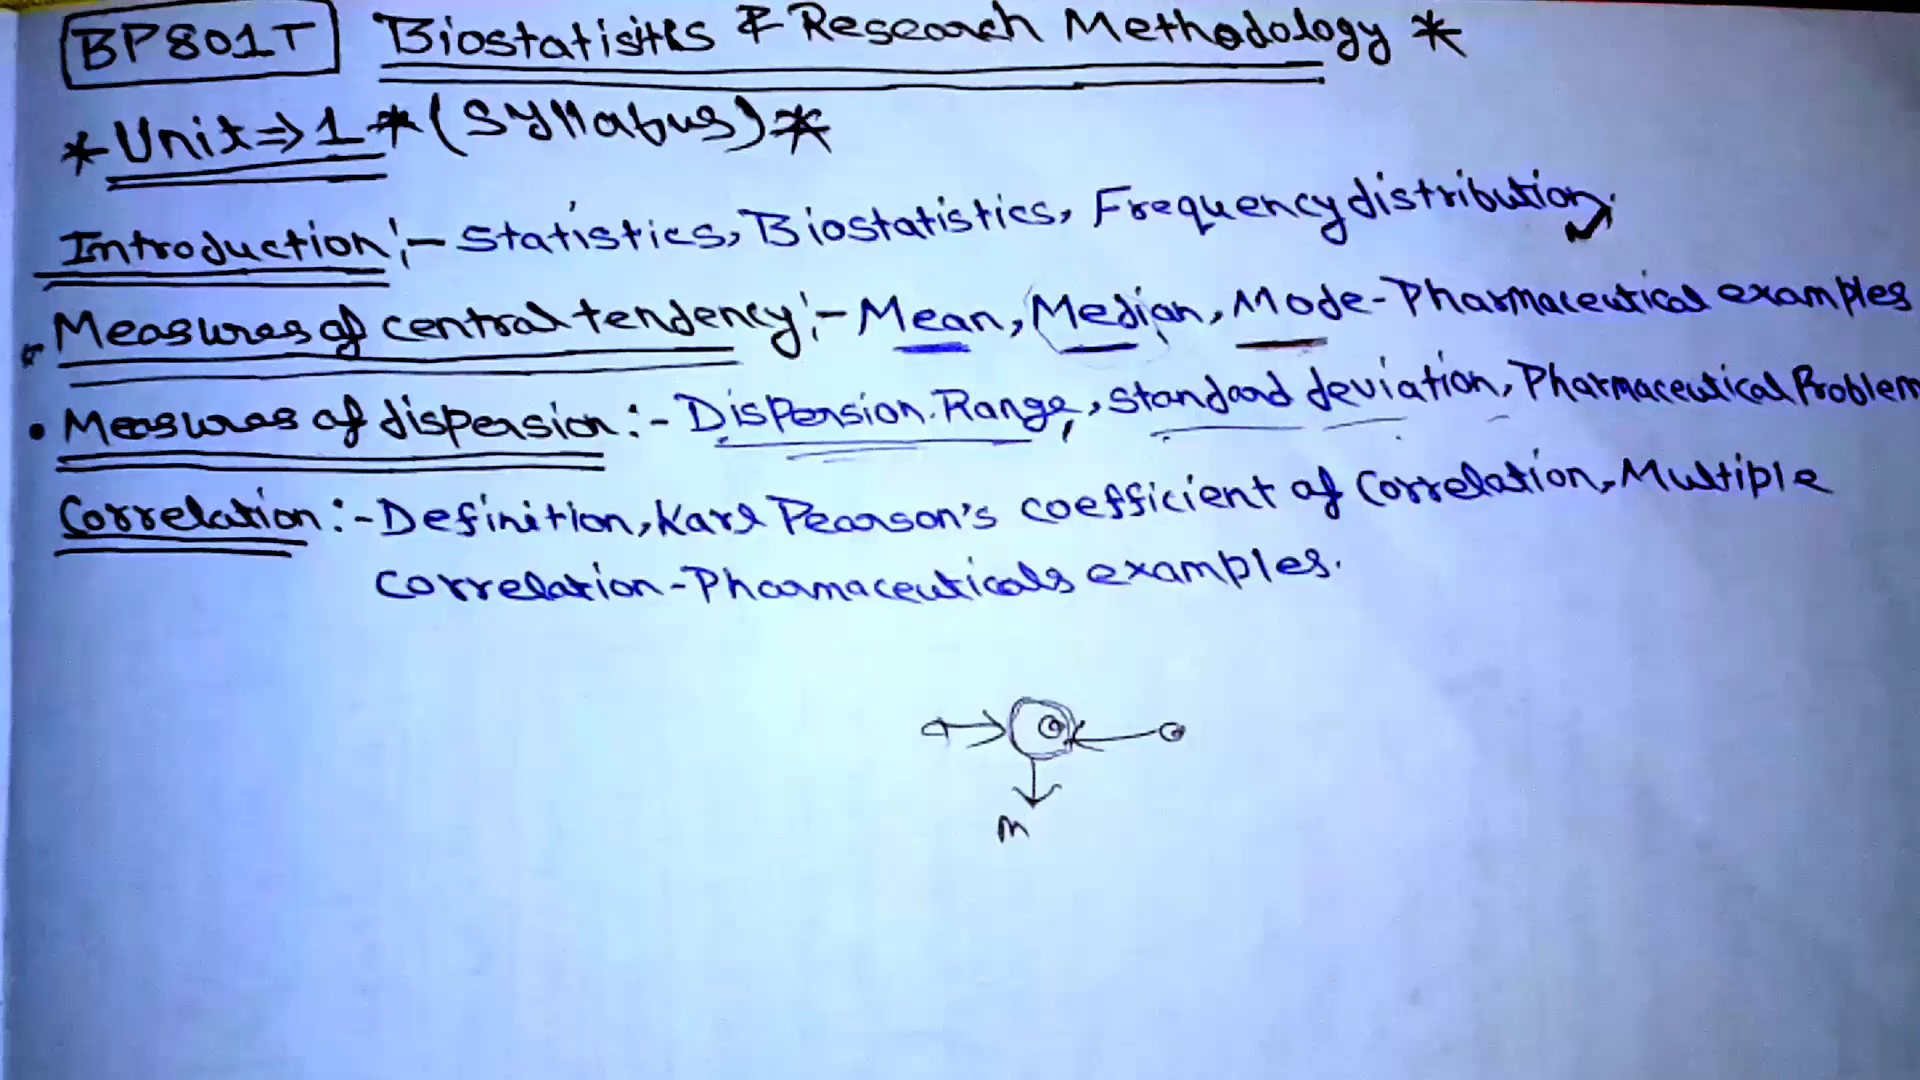 BP801T Biostatisitis & Research Methodology *
* Unit⇒1 * (Syllabus) *
Introduction:- Statistics, Biostatistics, Frequency distribution,
Measures of central tendency:- Mean, Median, Mode-Pharmaceutical examples
• Measures of dispersion:- Dispersion. Range, standard deviation, Pharmaceutical Problem
Correlation:- Definition, Karl Pearson's coefficient of Correlation, Multiple
correlation-Pharmaceuticals examples.
m